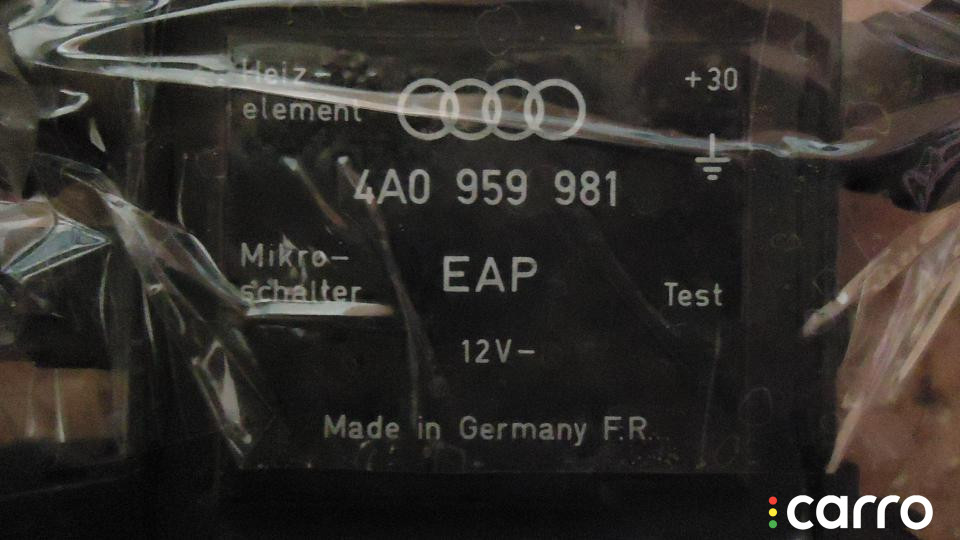 Heiz-
element
+30
4A0 959 981
Mikro-
schalter
EAP
Test
12V-
Made in Germany F.R.
carro